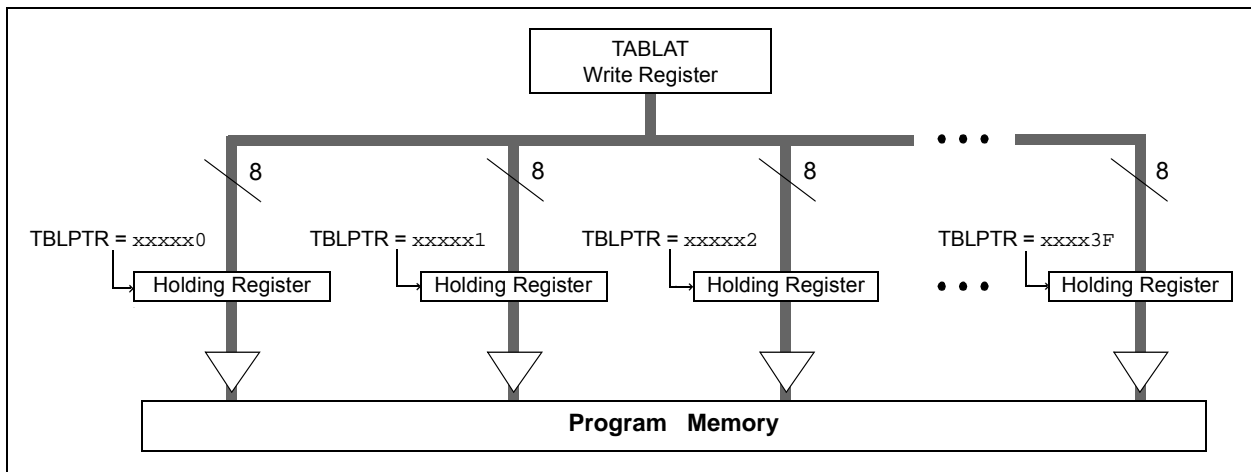 TABLAT
Write Register
8
8
8
8
TBLPTR = xxxxx0
TBLPTR = xxxxx1
TBLPTR = xxxxx2
TBLPTR = xxxx3F
Holding Register
Holding Register
Holding Register
Holding Register
Program Memory